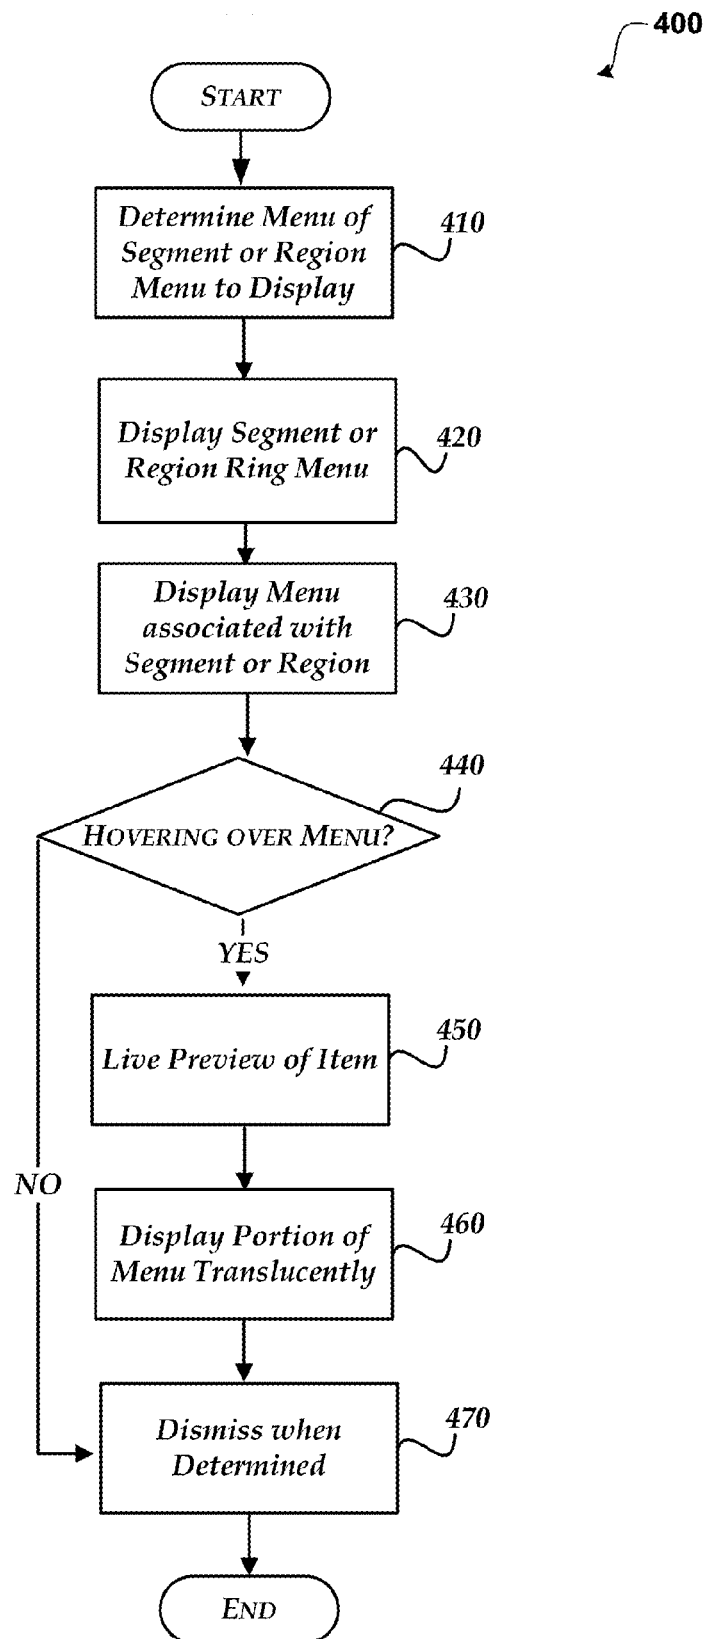 400
START
Determine Menu of
Segment or Region
Menu to Display
410
Display Segment or
Region Ring Menu
420
Display Menu
associated with
Segment or Region
430
440
HOVERING OVER MENU?
YES
Live Preview of Item
450
NO
Display Portion of
Menu Translucently
460
Dismiss when
Determined
470
END